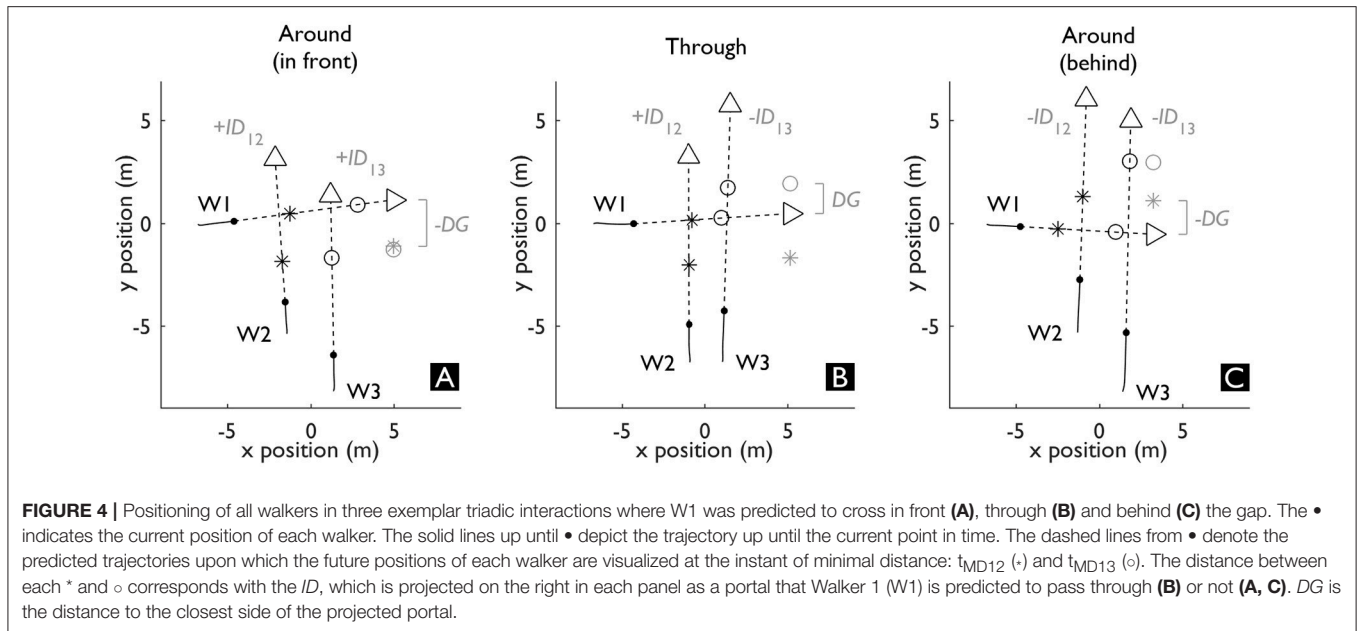 Around
(in front)
Through
Around
(behind)
y position (m)
5
0
-5
-5
0
5
x position (m)
+ID12
+ID13
W1
W2
W3
-DG
A
y position (m)
5
0
-5
-5
0
5
x position (m)
+ID12
-ID13
W1
W2
W3
DG
B
y position (m)
5
0
-5
-5
0
5
x position (m)
-ID12
-ID13
W1
W2
W3
-DG
C
FIGURE 4 | Positioning of all walkers in three exemplar triadic interactions where W1 was predicted to cross in front (A), through (B) and behind (C) the gap. The •
indicates the current position of each walker. The solid lines up until • depict the trajectory up until the current point in time. The dashed lines from • denote the
predicted trajectories upon which the future positions of each walker are visualized at the instant of minimal distance: tMD12 (*) and tMD13 (○). The distance between
each * and ○ corresponds with the ID, which is projected on the right in each panel as a portal that Walker 1 (W1) is predicted to pass through (B) or not (A, C). DG is
the distance to the closest side of the projected portal.